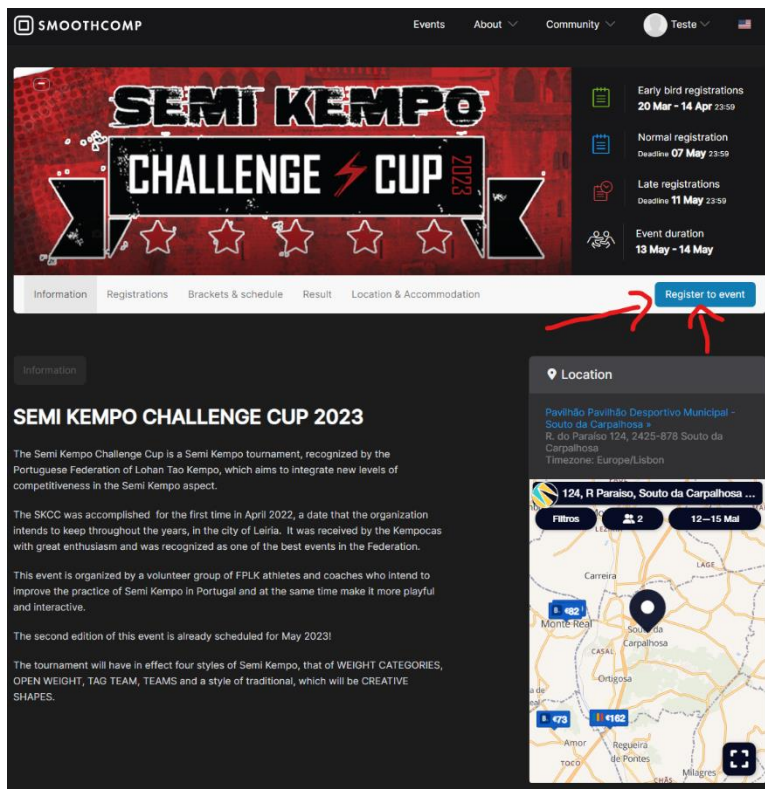 SMOOTHCOMP
Events
About
Community
Teste
SEMI KEMPO
CHALLENGE CUP
2023
Early bird registrations
20 Mar - 14 Apr 23:59
Normal registration
Deadline 07 May 23:59
Late registrations
Deadline 11 May 23:59
Event duration
13 May - 14 May
Information
Registrations
Brackets & schedule
Result
Location & Accommodation
Register to event
Information
SEMI KEMPO CHALLENGE CUP 2023
The Semi Kempo Challenge Cup is a Semi Kempo tournament, recognized by the
Portuguese Federation of Lohan Tao Kempo, which aims to integrate new levels of
competitiveness in the Semi Kempo aspect.
The SKCC was accomplished for the first time in April 2022, a date that the organization
intends to keep throughout the years, in the city of Leiria. It was received by the Kempocas
with great enthusiasm and was recognized as one of the best events in the Federation.
This event is organized by a volunteer group of FPLK athletes and coaches who intend to
improve the practice of Semi Kempo in Portugal and at the same time make it more playful
and interactive.
The second edition of this event is already scheduled for May 2023!
The tournament will have in effect four styles of Semi Kempo, that of WEIGHT CATEGORIES,
OPEN WEIGHT, TAG TEAM, TEAMS and a style of traditional, which will be CREATIVE
SHAPES.
Location
Pavilhão Pavilhão Desportivo Municipal -
Souto da Carpalhosa »
R. do Paraíso 124, 2425-878 Souto da
Carpalhosa
Timezone: Europe/Lisbon
124, R Paraiso, Souto da Carpalhosa ...
Filtros
2
12—15 Mai
LAGE
Carreira
€82
Monte Real
Souto da
Carpalhosa
CASAL
Ortigosa
€73
€162
Amor
Regueira
de Pontes
TOCO
Milagres
CHÃS